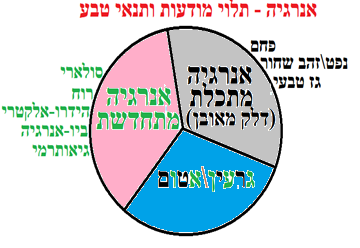 אנרגיה - תלוי מודעות ותנאי טבע
פחם
נפט\זהב שחור
גז טבעי
אנרגיה
מתכלת
(דלק מאובן)
אנרגיה
מתחדשת
סולארי
רוח
הידרו-אלקטרי
ביו-אנרגיה
גיאותרמי
גרעין\אטום